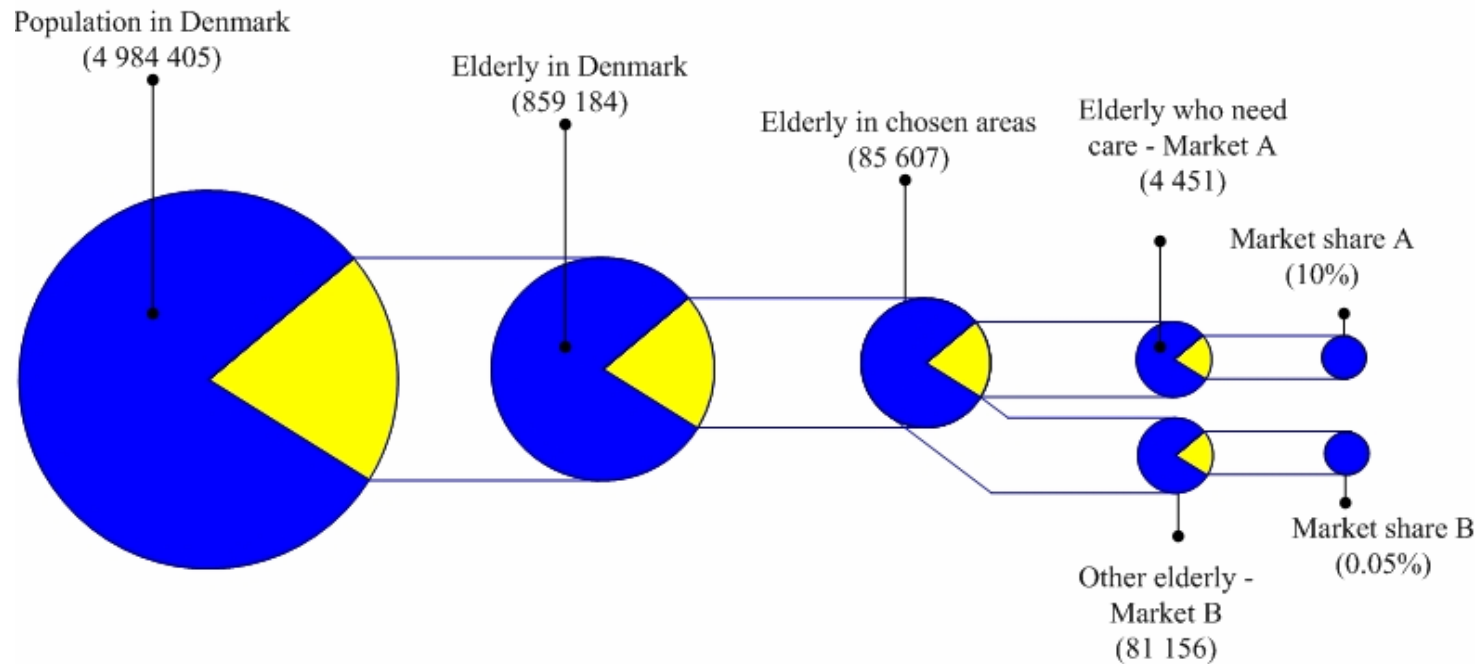 Population in Denmark
(4 984 405)
Elderly in Denmark
(859 184)
Elderly in chosen areas
(85 607)
Elderly who need
care - Market A
(4 451)
Market share A
(10%)
Market share B
(0.05%)
Other elderly -
Market B
(81 156)